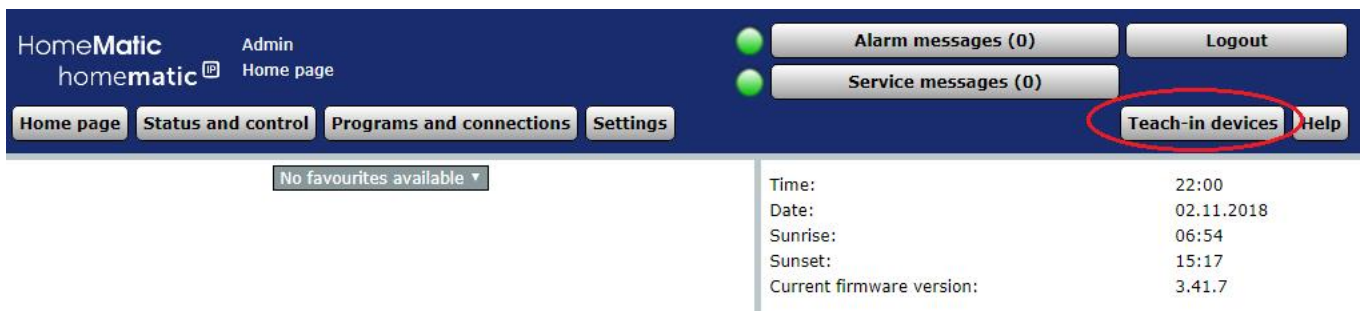 HomeMatic
homematic IP
Admin
Home page
Alarm messages (0)
Logout
Service messages (0)
Home page Status and control Programs and connections Settings Teach-in devices Help
No favourites available
Time: 22:00
Date: 02.11.2018
Sunrise: 06:54
Sunset: 15:17
Current firmware version: 3.41.7